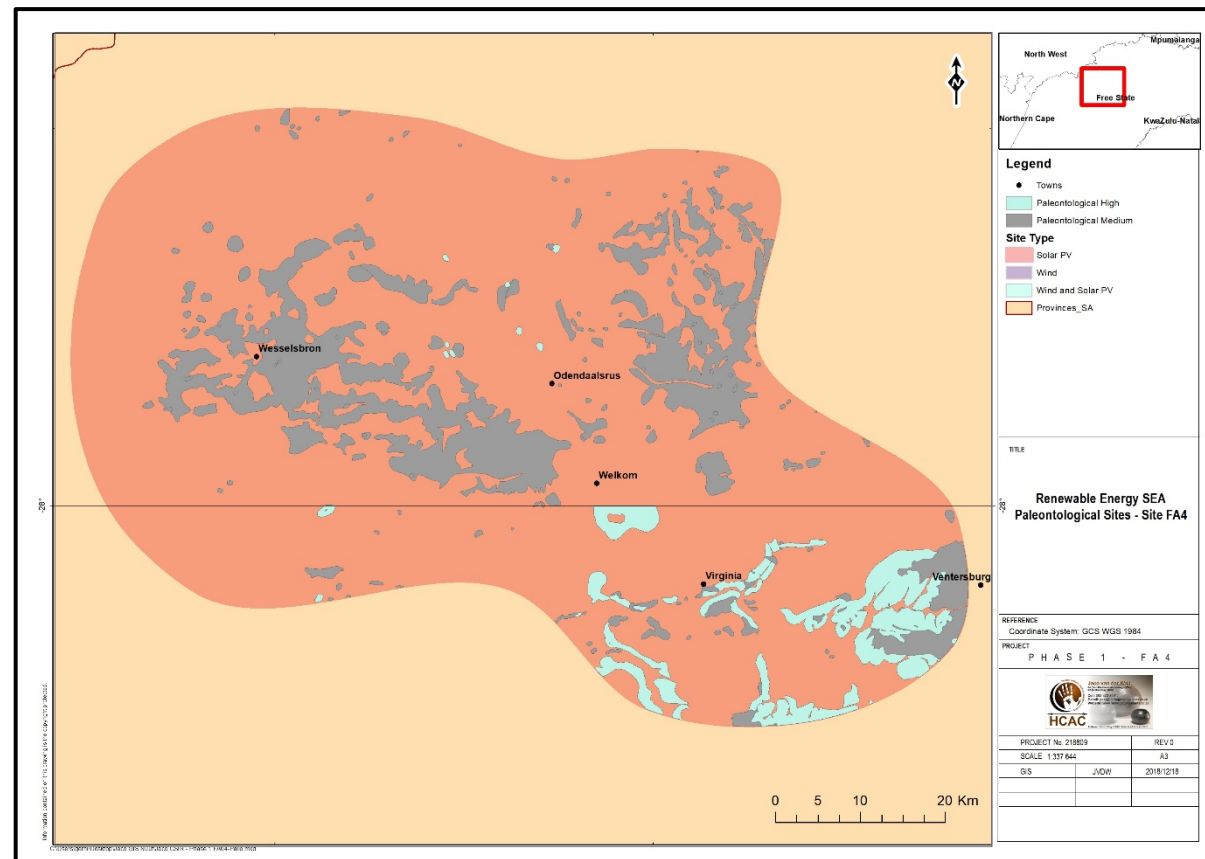 North West
Mpumalanga
Free State
Northern Cape
KwaZulu-Natal
N
Legend
Towns
Paleontological High
Paleontological Medium
Site Type
Solar PV
Wind
Wind and Solar PV
Provinces_SA
Wesselsbron
Odendaalsrus
Welkom
-28°
-28°
Virginia
Ventersburg
0 5 10 20 Km
TITLE
Renewable Energy SEA
Paleontological Sites - Site FA4
REFERENCE
Coordinate System: GCS WGS 1984
PROJECT
PHASE 1 - FA4
HCAC
PROJECT No. 218809 REV 0
SCALE 1:337 644 A3
GIS JVDW 2018/12/18